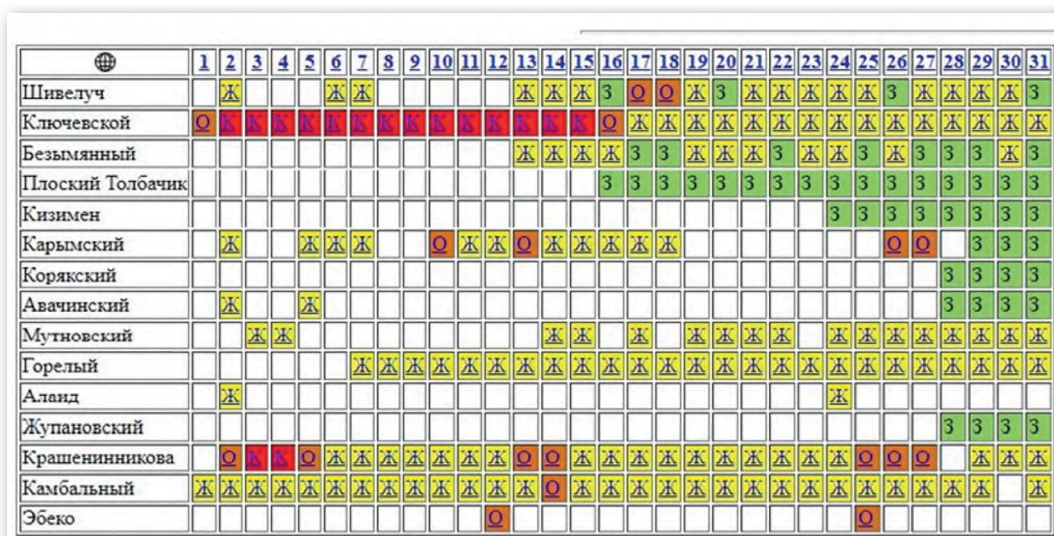 1 2 3 4 5 6 7 8 9 10 11 12 13 14 15 16 17 18 19 20 21 22 23 24 25 26 27 28 29 30 31
Шивелуч Ж Ж Ж Ж Ж Ж З О О Ж З Ж Ж Ж Ж Ж З Ж Ж Ж Ж З
Ключевской О К К К К К К К К К К К К К К О Ж Ж Ж Ж Ж Ж Ж Ж Ж Ж Ж Ж Ж Ж Ж
Безымянный Ж Ж Ж Ж З З Ж Ж Ж З Ж Ж З Ж З З З Ж З
Плоский Толбачик З З З З З З З З З З З З З З З З
Кизимен З З З З З З З З
Карымский Ж Ж Ж Ж О Ж Ж О Ж Ж Ж Ж Ж О О З З З
Корякский З З З З
Авачинский Ж Ж З З З З
Мутновский Ж Ж Ж Ж Ж Ж Ж Ж Ж Ж Ж Ж Ж Ж Ж Ж Ж
Горелый Ж Ж Ж Ж Ж Ж Ж Ж Ж Ж Ж Ж Ж Ж Ж Ж Ж Ж Ж Ж Ж Ж Ж Ж Ж
Алаид Ж Ж
Жупановский З З З З
Крашенинникова О К К О Ж Ж Ж Ж Ж Ж Ж О О Ж Ж Ж Ж Ж Ж Ж Ж Ж Ж О О О Ж Ж Ж
Камбальный Ж Ж Ж Ж Ж Ж Ж Ж Ж Ж Ж Ж Ж О Ж Ж Ж Ж Ж Ж Ж Ж Ж Ж Ж Ж Ж Ж Ж Ж
Эбеко О О